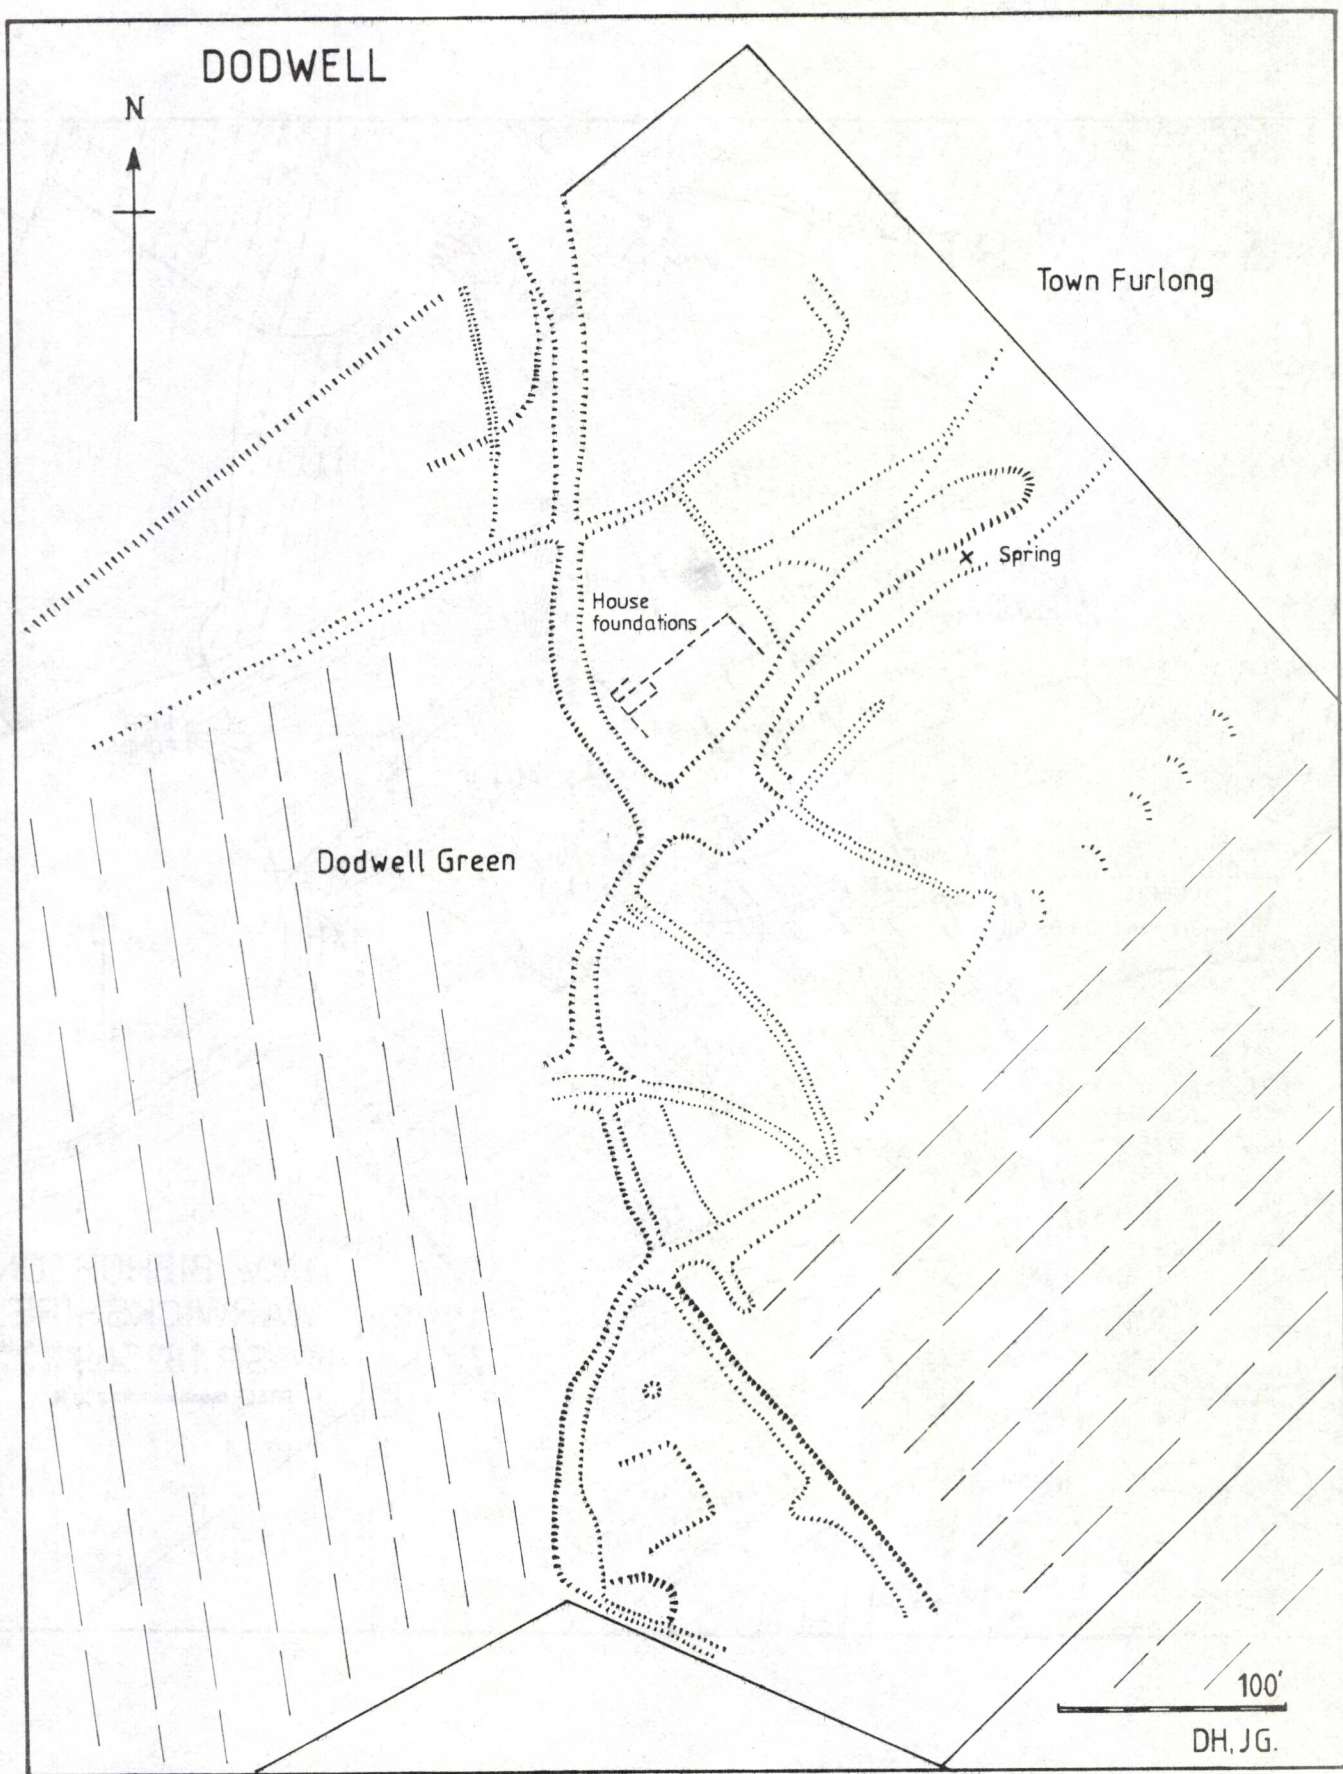 DODWELL
N
Town Furlong
Spring
House
foundations
Dodwell Green
100'
DH, JG.